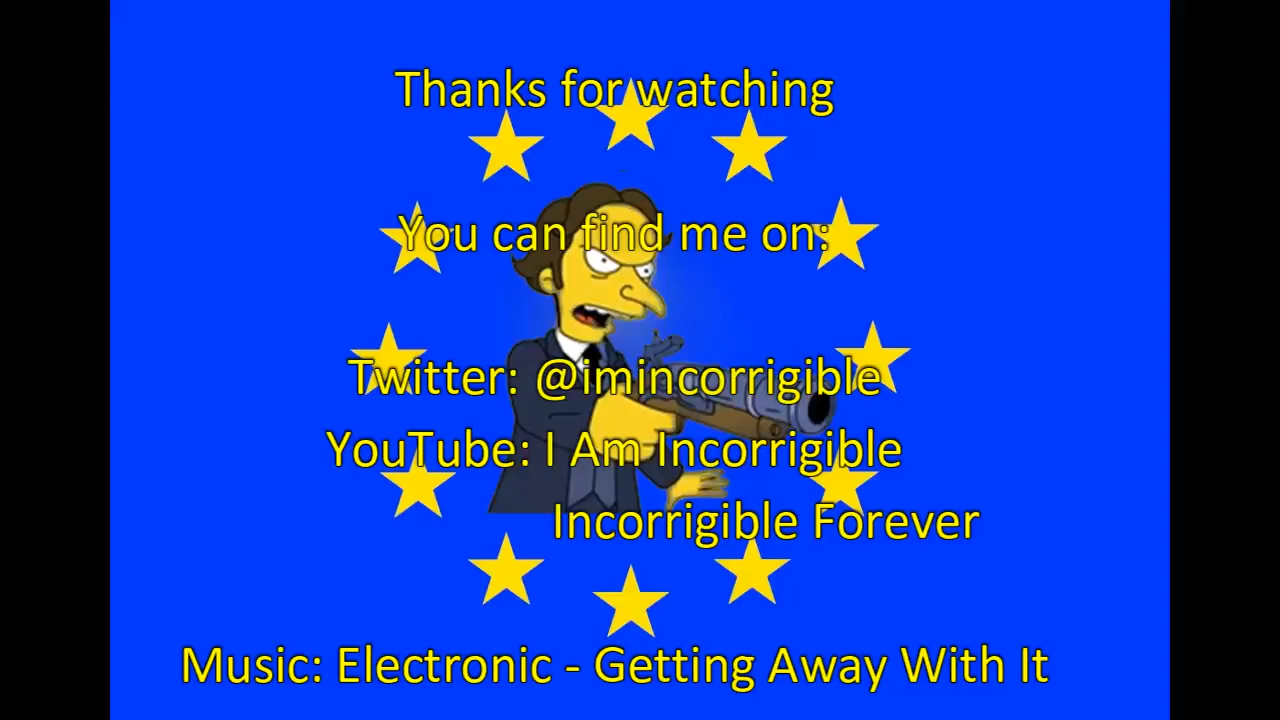 Thanks for watching
You can find me on:
Twitter: @imincorrigible
YouTube: I Am Incorrigible
Incorrigible Forever
Music: Electronic - Getting Away With It